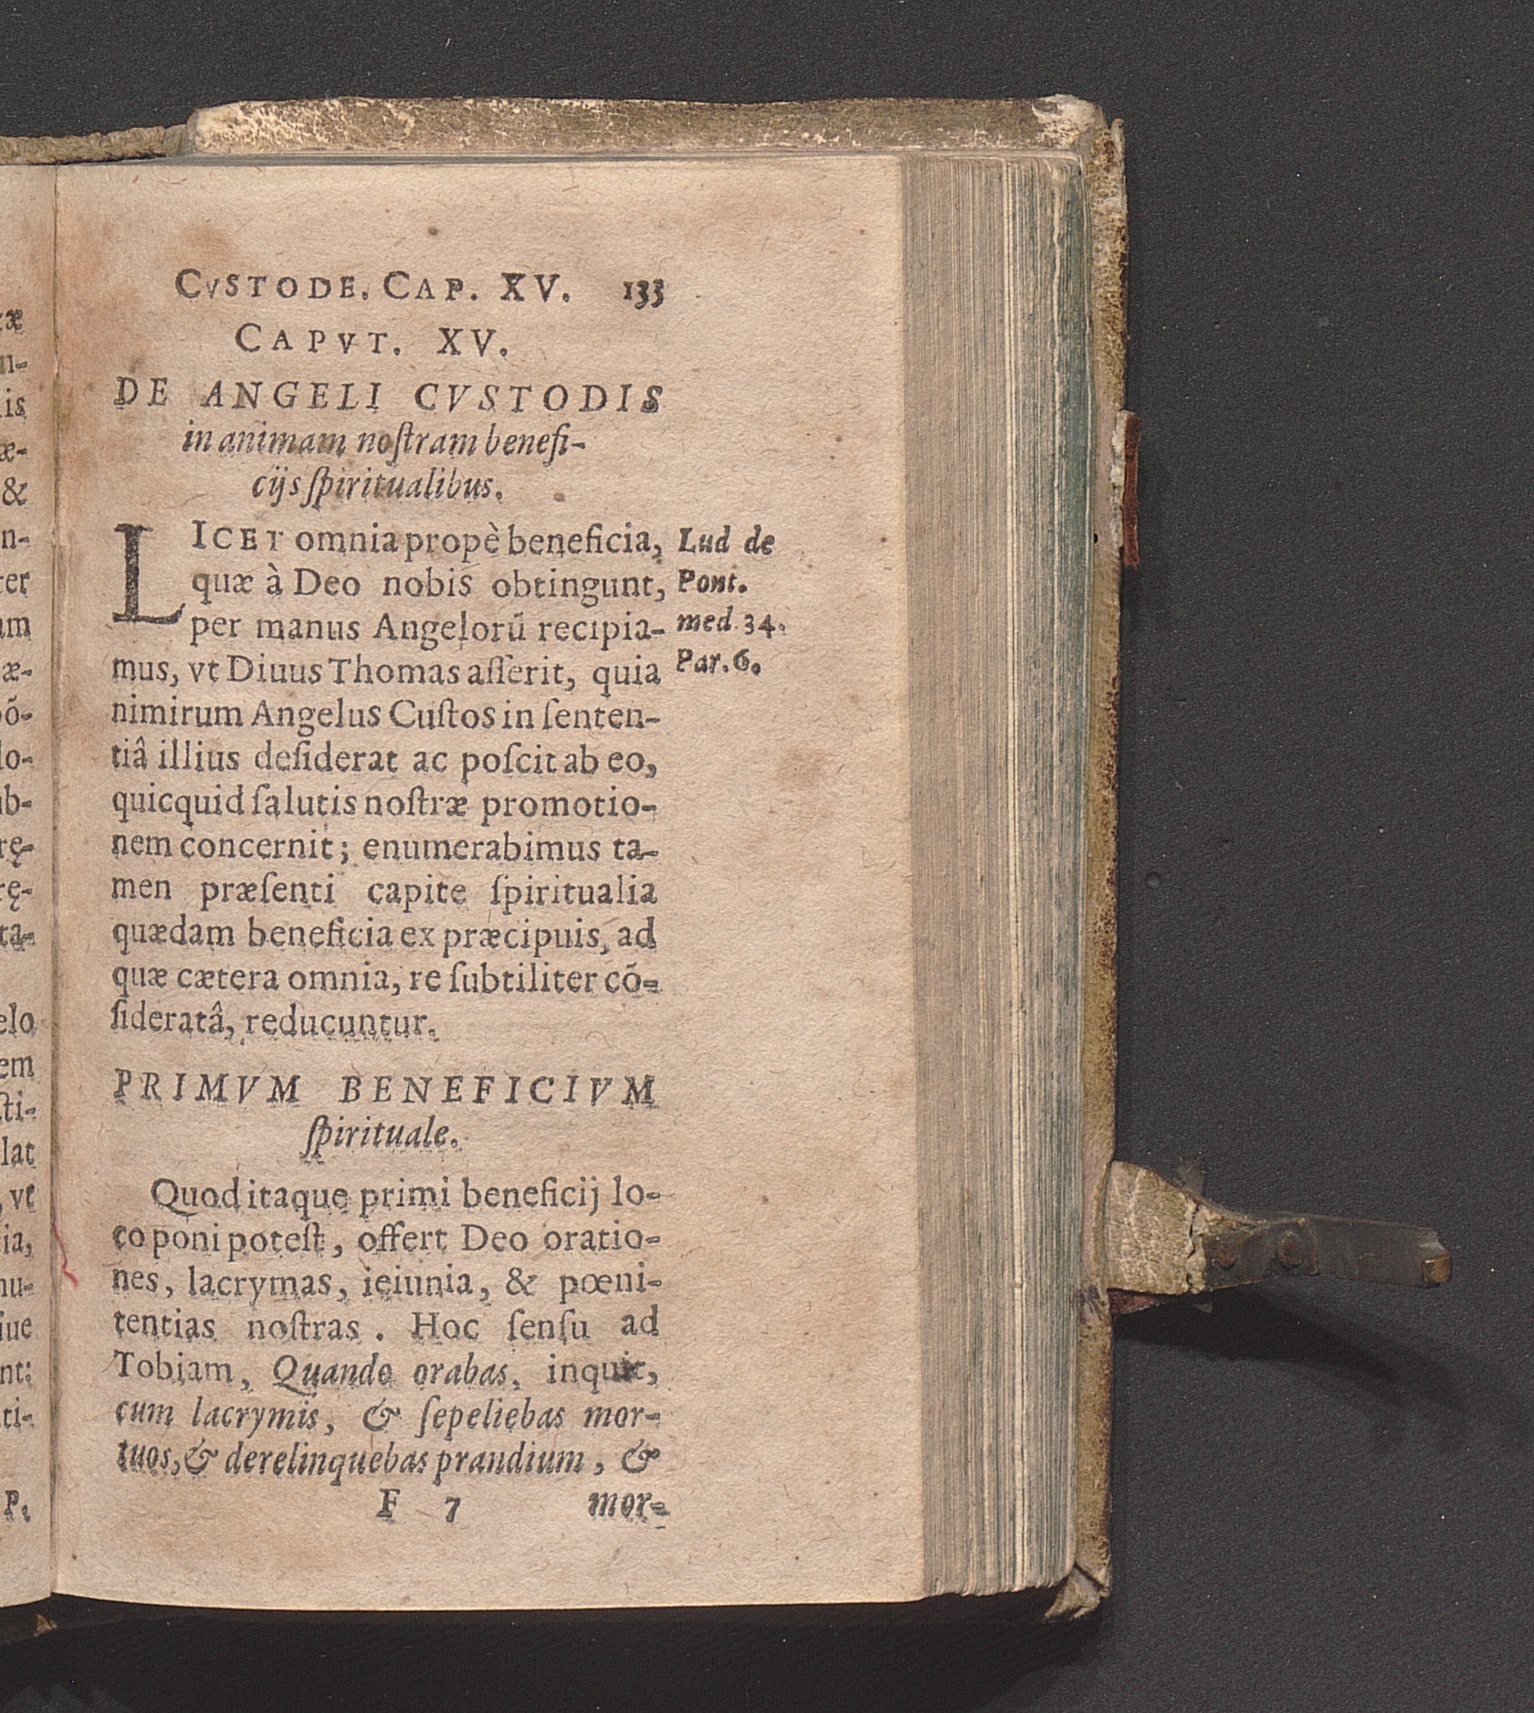 CVSTODE. CAP. XV. 133
CAPVT. XV.
DE ANGELI CVSTODIS
in animam noſtram benefi-
cijs ſpiritualibus.
LICET omnia propè beneficia,
quæ à Deo nobis obtingunt,
per manus Angelorū recipia-
mus, vt Diuus Thomas aſſerit, quia
nimirum Angelus Cuſtos in ſenten-
tiâ illius deſiderat ac poſcit ab eo,
quicquid ſalutis noſtræ promotio-
nem concernit; enumerabimus ta-
men præſenti capite ſpiritualia
quædam beneficia ex præcipuis, ad
quæ cætera omnia, re ſubtiliter cō-
ſideratâ, reducuntur.
Lud de
Pont.
med 34.
Par. 6.
PRIMVM BENEFICIVM
ſpirituale.
Quod itaque primi beneficij lo-
co poni poteſt, offert Deo oratio-
nes, lacrymas, ieiunia, & pœni-
tentias noſtras. Hoc ſenſu ad
Tobiam, Quando orabas, inquit,
cum lacrymis, & ſepeliebas mor-
tuos, & derelinquebas prandium, &
F 7 mor-